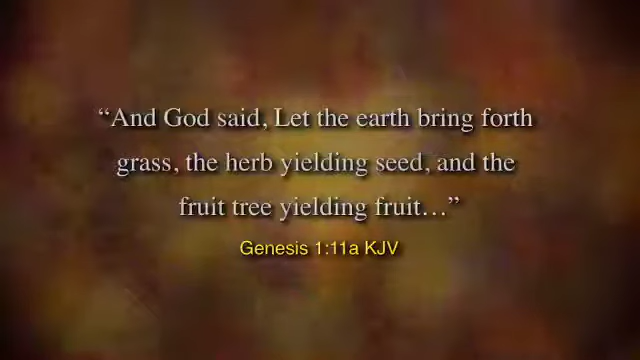 “And God said, Let the earth bring forth
grass, the herb yielding seed, and the
fruit tree yielding fruit…”
Genesis 1:11a KJV